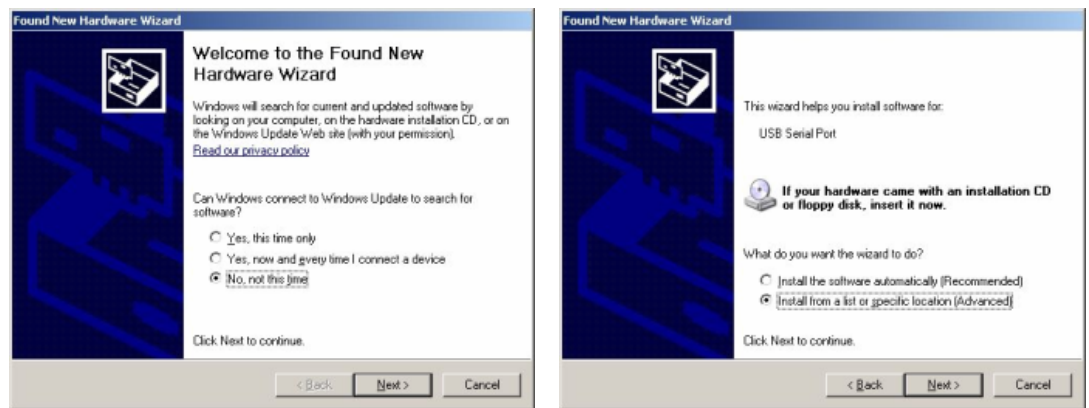 Found New Hardware Wizard
Welcome to the Found New
Hardware Wizard
Windows will search for current and updated software by
looking on your computer, on the hardware installation CD, or on
the Windows Update Web site (with your permission).
Read our privacy policy
Can Windows connect to Windows Update to search for
software?
Yes, this time only
Yes, now and every time I connect a device
No, not this time
Click Next to continue.
< Back
Next >
Cancel
Found New Hardware Wizard
This wizard helps you install software for:
USB Serial Port
If your hardware came with an installation CD
or floppy disk, insert it now.
What do you want the wizard to do?
Install the software automatically (Recommended)
Install from a list or specific location (Advanced)
Click Next to continue.
< Back
Next >
Cancel